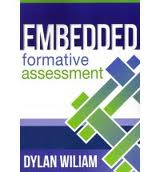 EMBEDDED
formative
assessment
DYLAN WILIAM